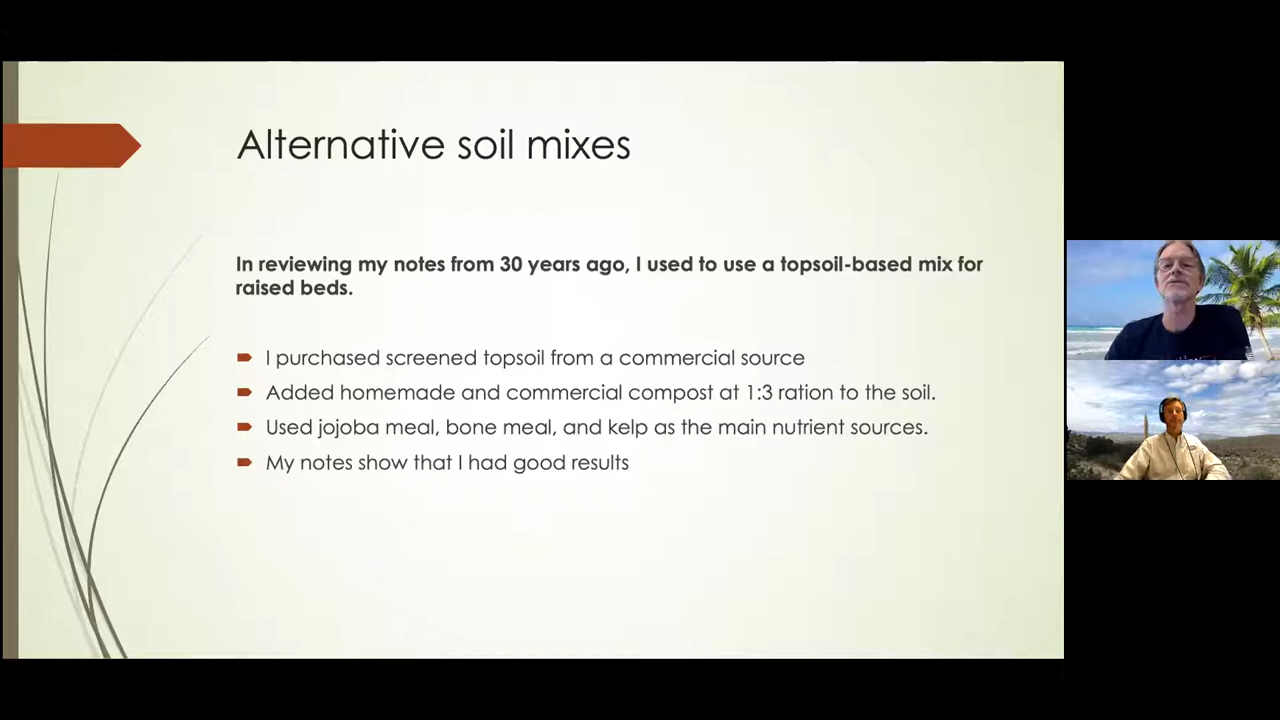 Alternative soil mixes
In reviewing my notes from 30 years ago, I used to use a topsoil-based mix for
raised beds.
I purchased screened topsoil from a commercial source
Added homemade and commercial compost at 1:3 ration to the soil.
Used jojoba meal, bone meal, and kelp as the main nutrient sources.
My notes show that I had good results